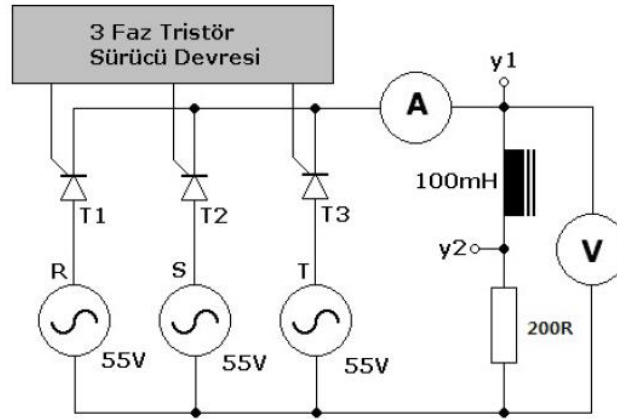 3 Faz Tristör
Sürücü Devresi
y1
A
100mH
T1
T2
T3
y2
V
R
S
T
200R
55V
55V
55V